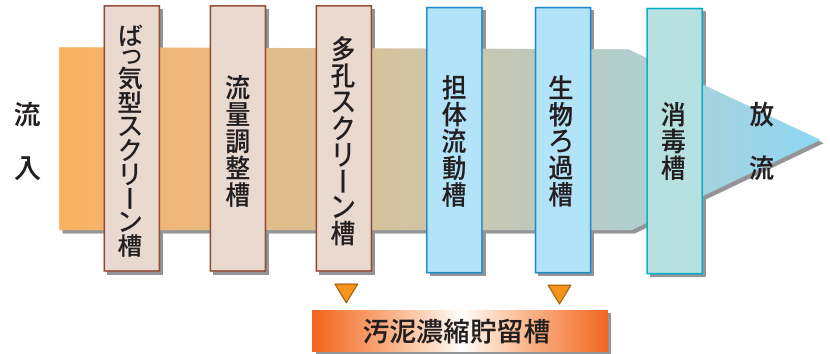 流入
ばっ気型スクリーン槽
流量調整槽
多孔スクリーン槽
担体流動槽
生物ろ過槽
消毒槽
放流
汚泥濃縮貯留槽